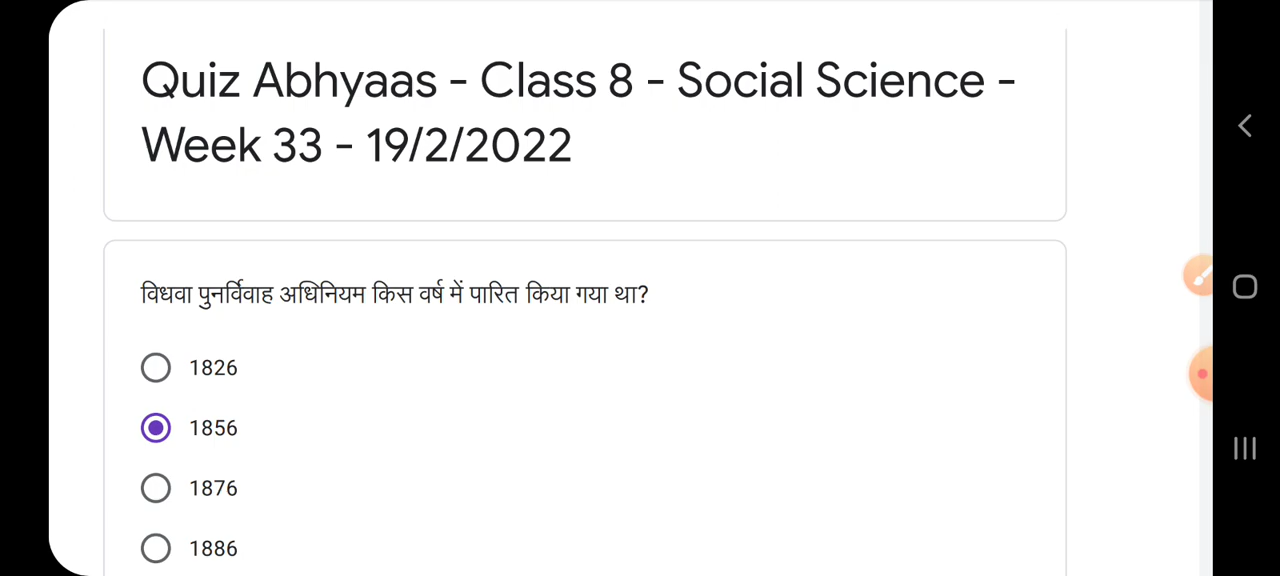 Quiz Abhyaas - Class 8 - Social Science -
Week 33 - 19/2/2022
विधवा पुनर्विवाह अधिनियम किस वर्ष में पारित किया गया था?
1826
1856
1876
1886